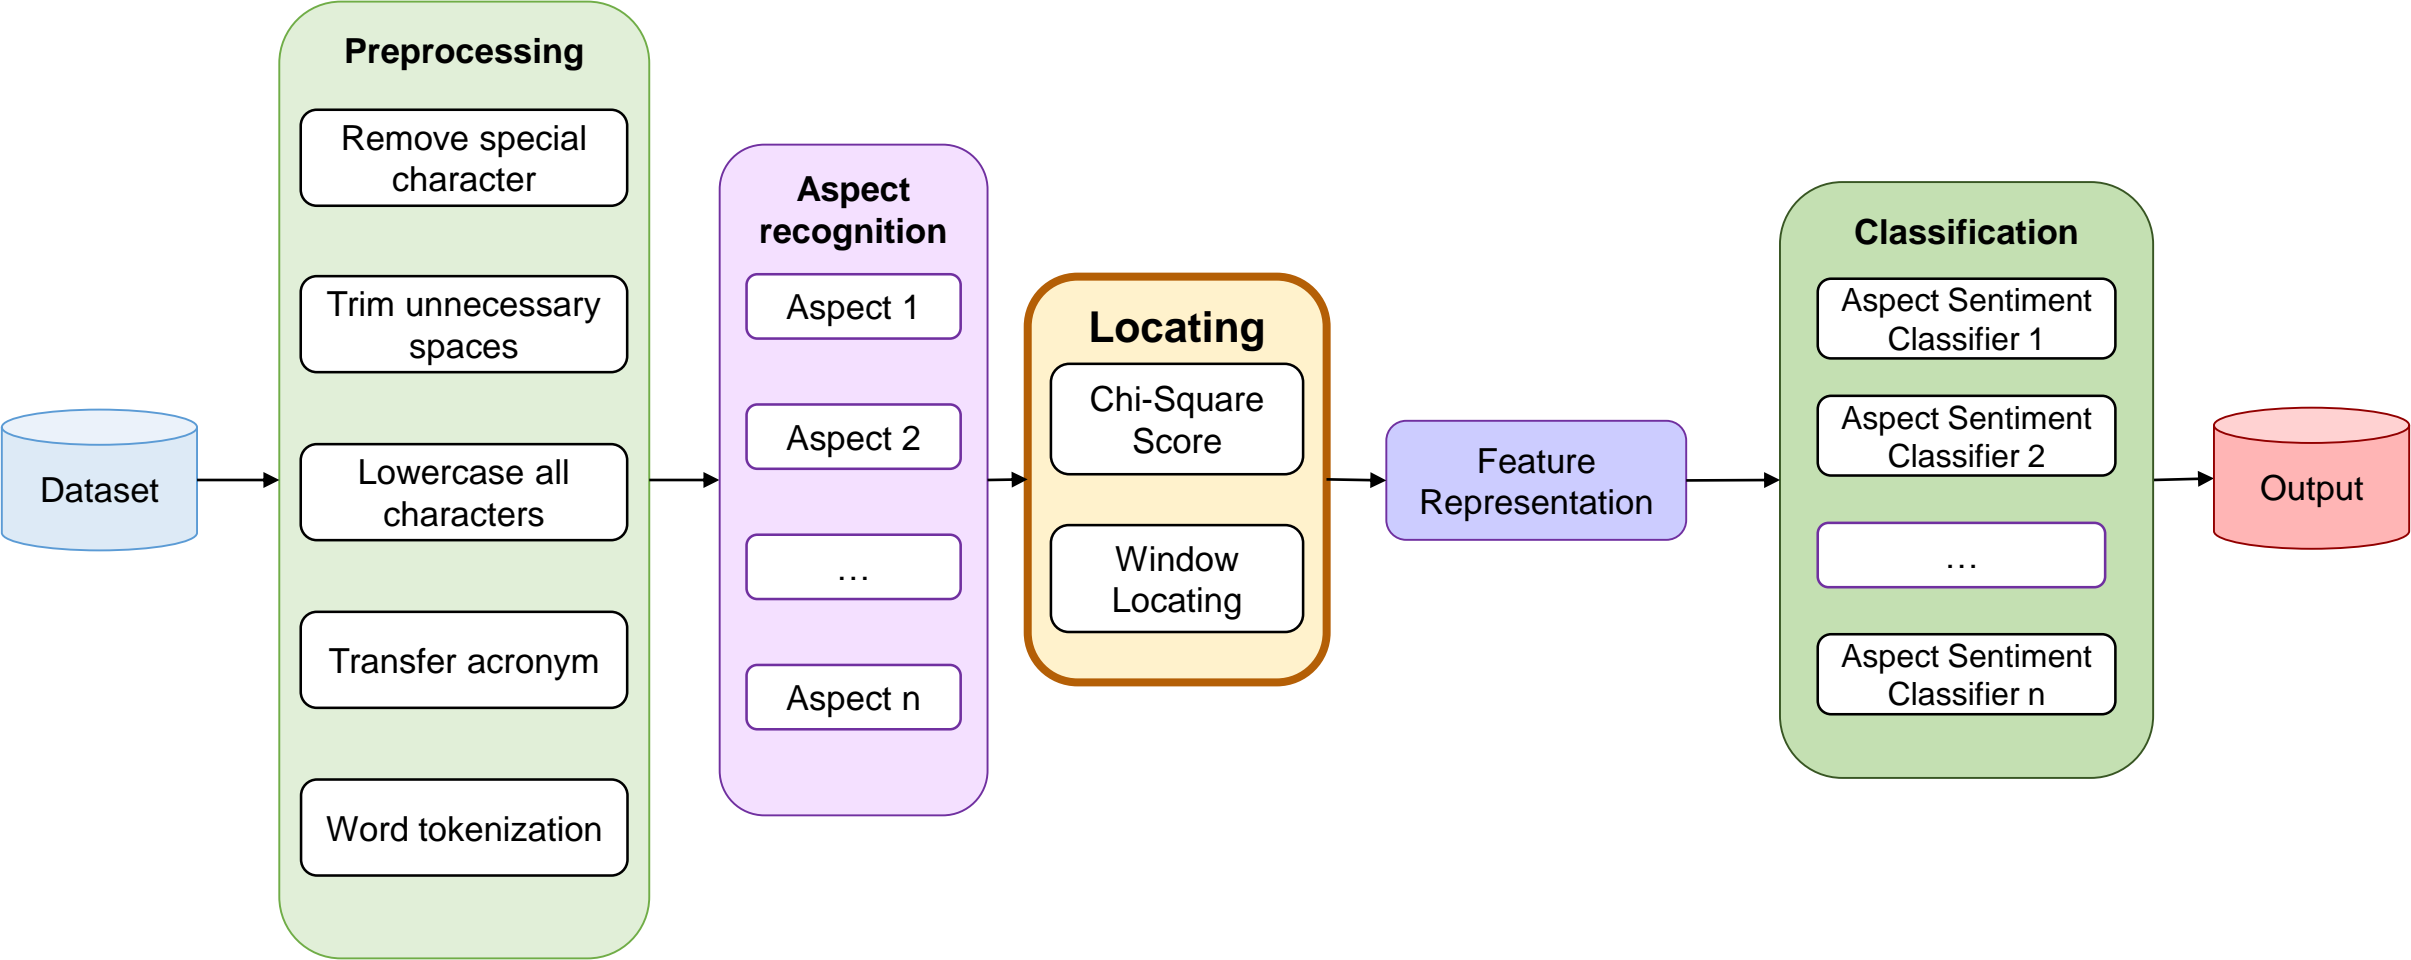 Dataset
Preprocessing
Remove special
character
Trim unnecessary
spaces
Lowercase all
characters
Transfer acronym
Word tokenization
Aspect
recognition
Aspect 1
Aspect 2
…
Aspect n
Locating
Chi-Square
Score
Window
Locating
Feature
Representation
Classification
Aspect Sentiment
Classifier 1
Aspect Sentiment
Classifier 2
…
Aspect Sentiment
Classifier n
Output